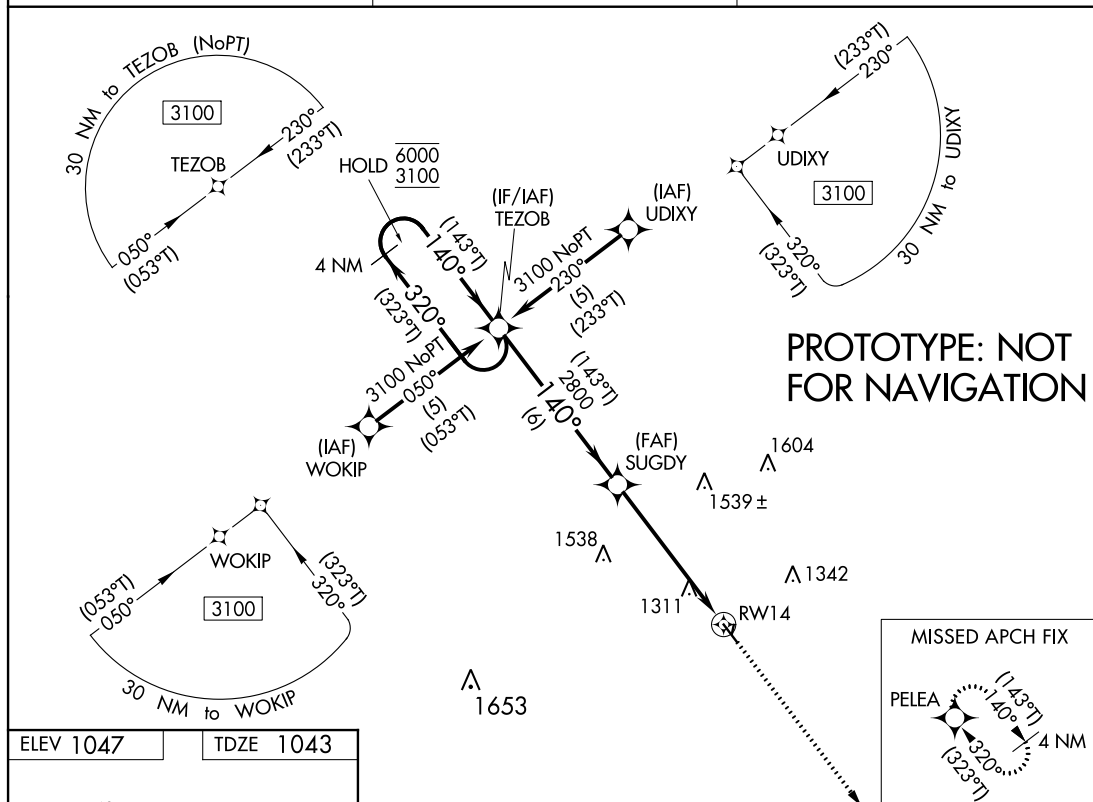 30 NM to TEZOB (NoPT)
3100
230°
(233°T)
TEZOB
050°
(053°T)
HOLD
6000
3100
4 NM
(143°T)
140°
320°
(323°T)
(IF/IAF)
TEZOB
(IAF)
UDIXY
3100 NoPT
230°
(5)
(233°T)
(233°T)
230°
UDIXY
3100
320°
(323°T)
30 NM to UDIXY
PROTOTYPE: NOT
FOR NAVIGATION
3100 NoPT
050°
(5)
(053°T)
(IAF)
WOKIP
(143°T)
2800
140°
(6)
(FAF)
SUGDY
1604
1539 ±
1538
1342
1311
RW14
1653
WOKIP
(053°T)
050°
3100
(323°T)
320°
30 NM to WOKIP
MISSED APCH FIX
PELEA
(143°T)
140°
4 NM
320°
(323°T)
ELEV 1047
TDZE 1043